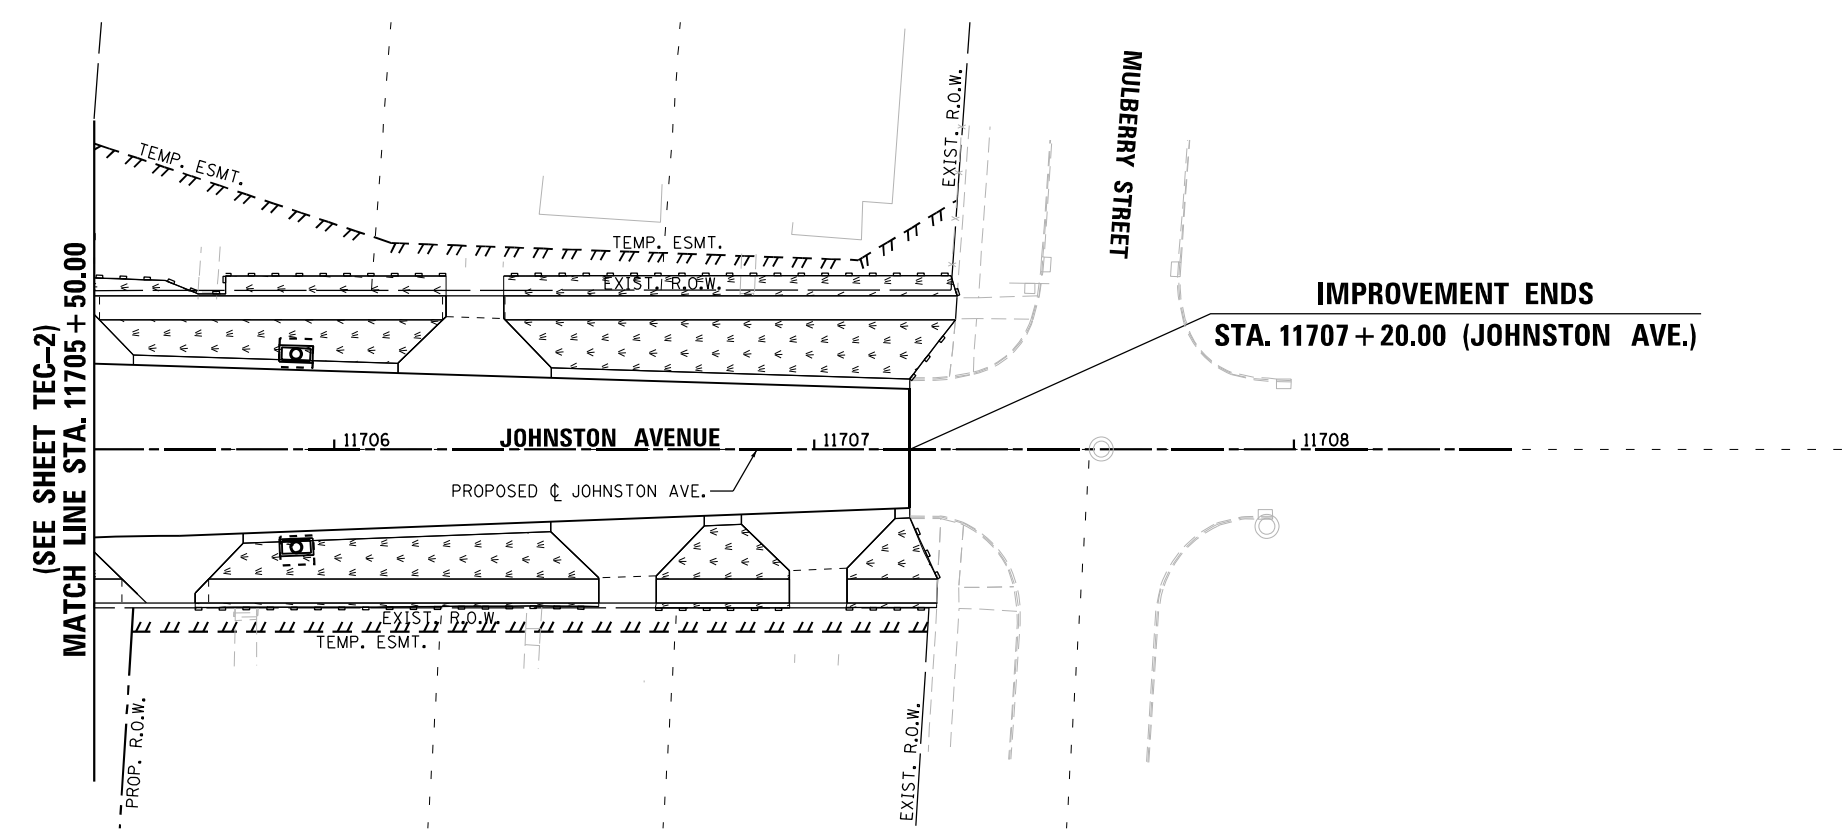 MULBERRY STREET
EXIST. R.O.W.
TEMP. ESMT.
TEMP. ESMT.
EXIST. R.O.W.
(SEE SHEET TEC-2)
MATCH LINE STA. 11705 + 50.00
IMPROVEMENT ENDS
STA. 11707 + 20.00 (JOHNSTON AVE.)
11706
JOHNSTON AVENUE
11707
11708
PROPOSED ℄ JOHNSTON AVE.
EXIST. R.O.W.
TEMP. ESMT.
PROP. R.O.W.
EXIST. R.O.W.